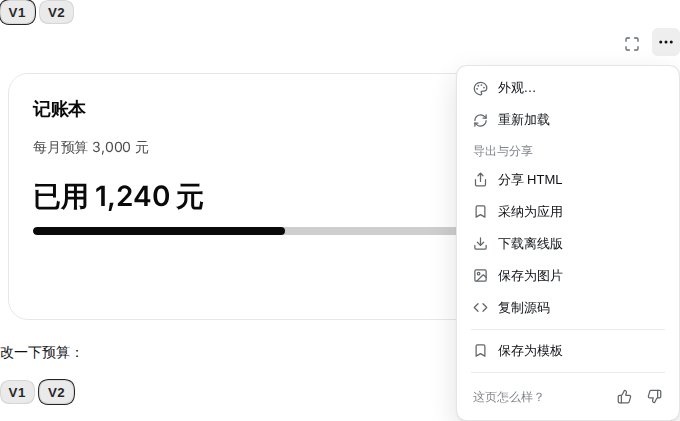 V1 V2
记账本
每月预算 3,000 元
已用 1,240 元
外观…
重新加载
导出与分享
分享 HTML
采纳为应用
下载离线版
保存为图片
复制源码
保存为模板
这页怎么样？
改一下预算：
V1 V2